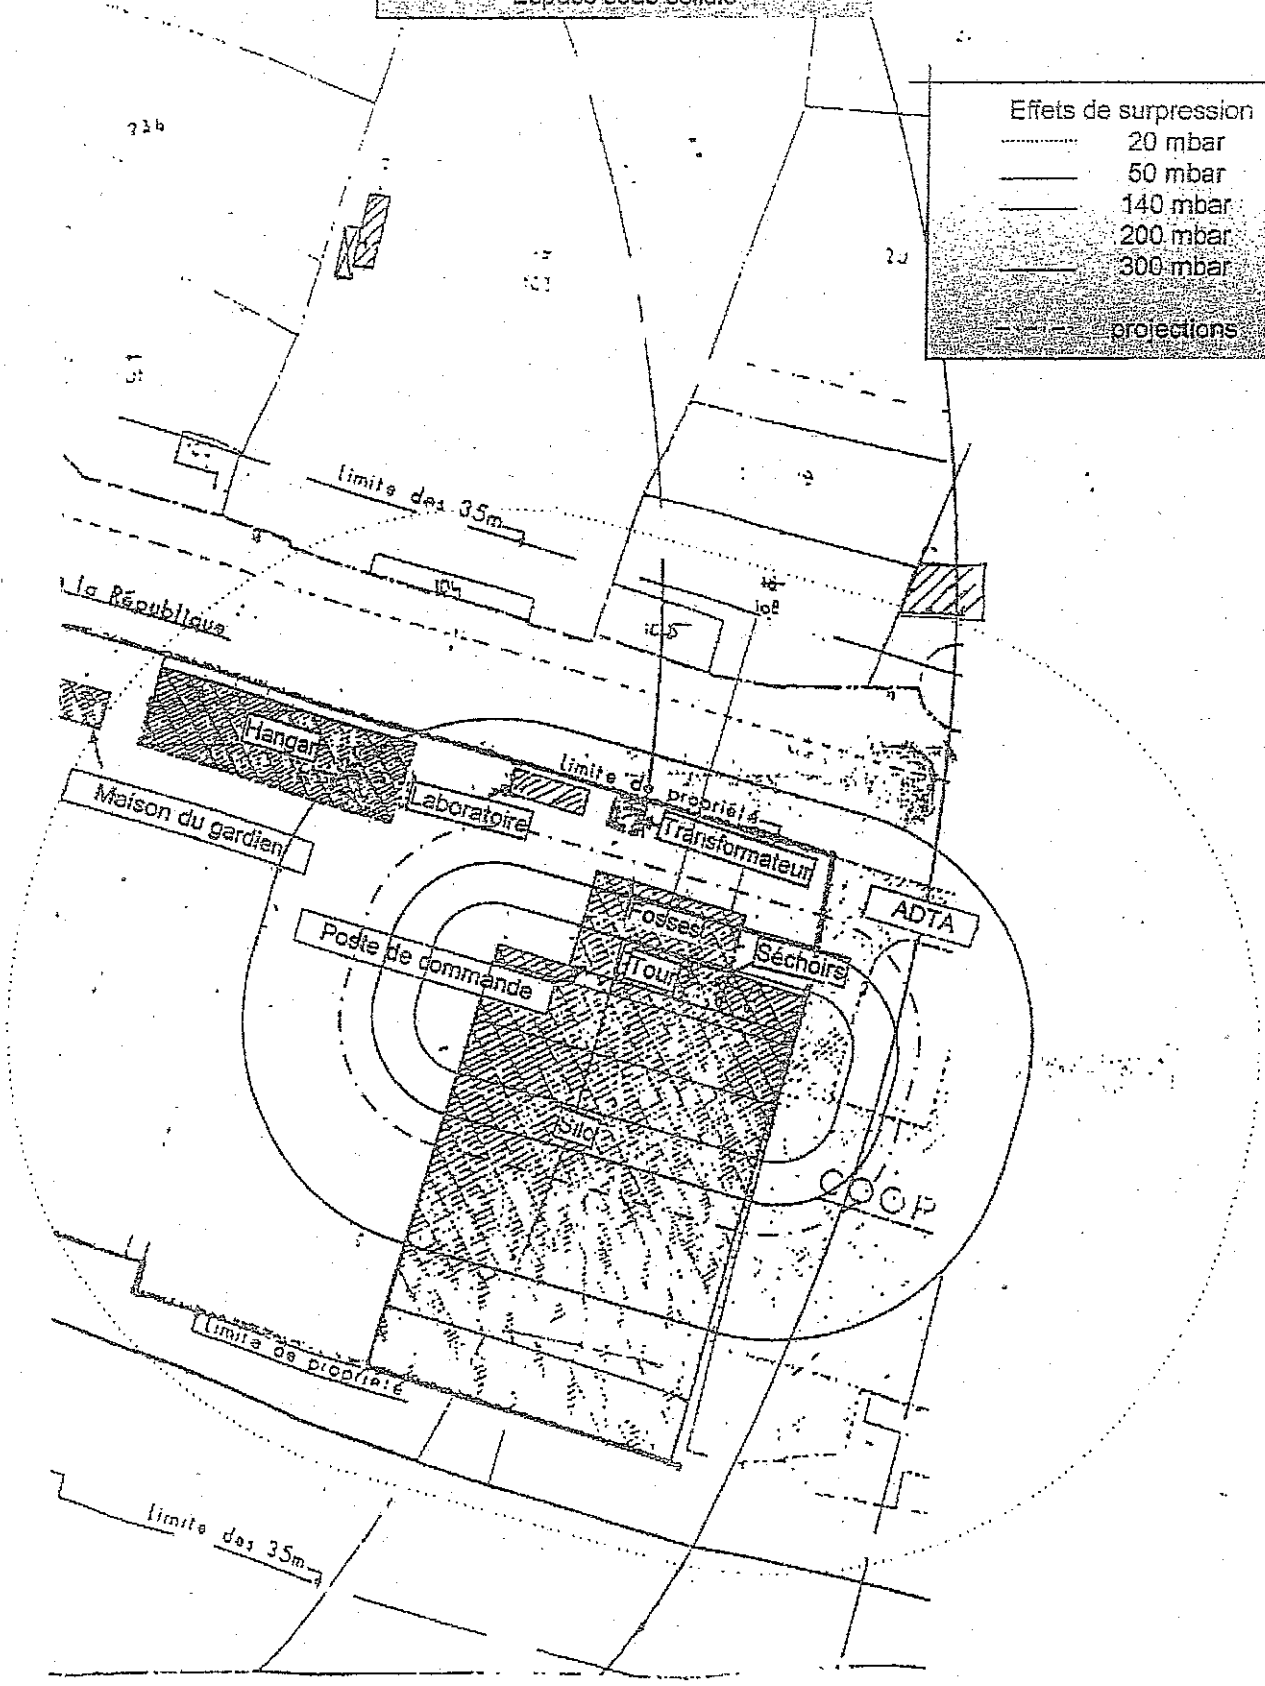 Effets de surpression
20 mbar
50 mbar
140 mbar
200 mbar
300 mbar
projections
limite des 35m
104
108
la République
Hangar
limite de propriété
Laboratoire
Transformateur
Maison du gardien
ADTA
Fosses
Poste de commande
Tour
Séchoirs
Silo
COOP
limite de propriété
limite des 35m